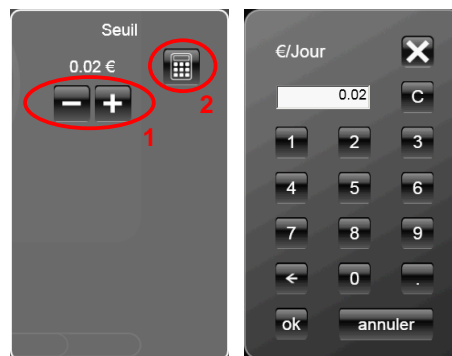 Seuil
0.02 €
1
2
€/Jour
0.02
C
1 2 3
4 5 6
7 8 9
0 .
ok annuler